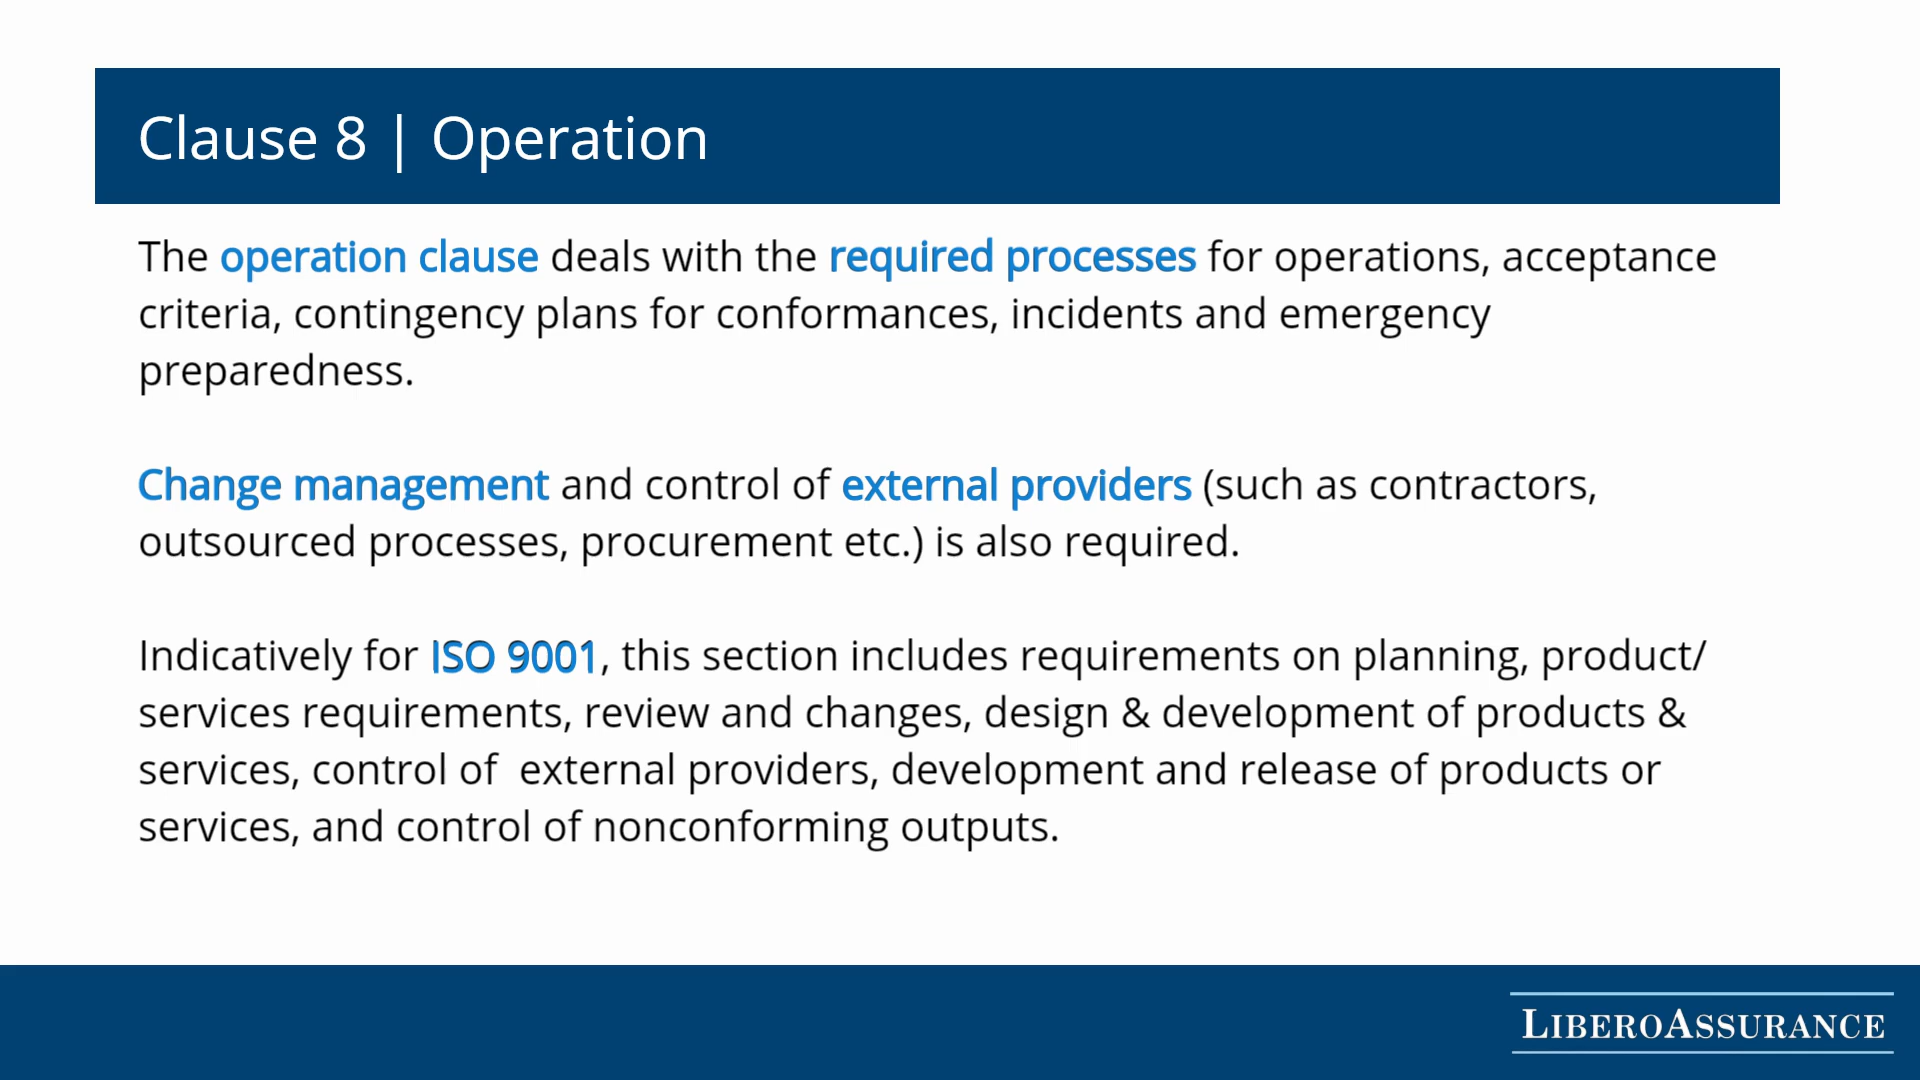 Clause 8 | Operation
The operation clause deals with the required processes for operations, acceptance
criteria, contingency plans for conformances, incidents and emergency
preparedness.
Change management and control of external providers (such as contractors,
outsourced processes, procurement etc.) is also required.
Indicatively for ISO 9001, this section includes requirements on planning, product/
services requirements, review and changes, design & development of products &
services, control of  external providers, development and release of products or
services, and control of nonconforming outputs.
LIBEROASSURANCE